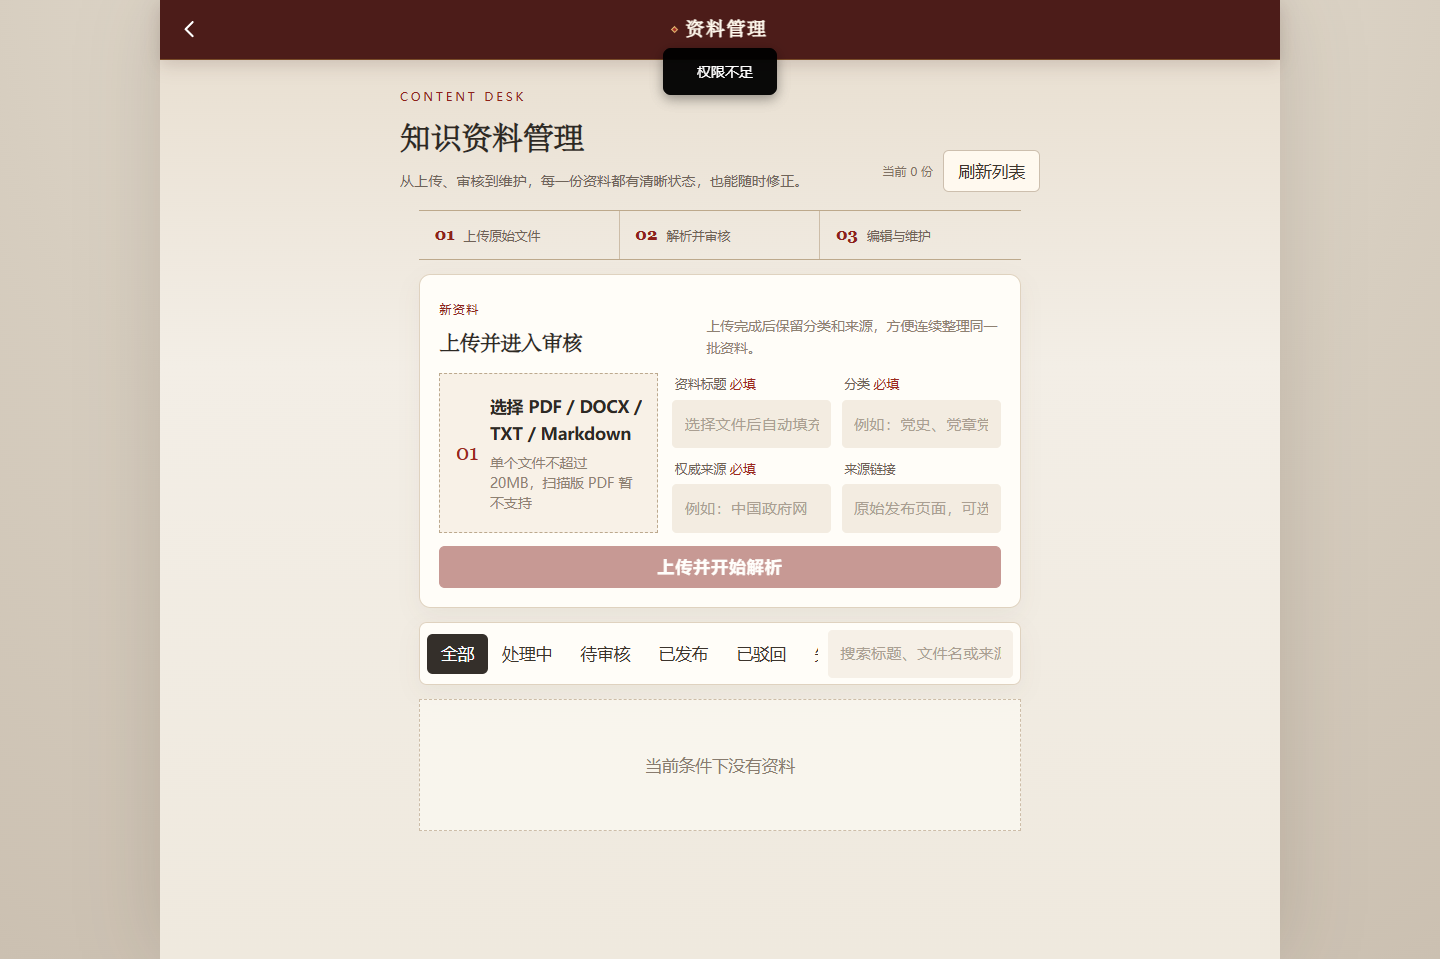 资料管理
权限不足
CONTENT DESK
知识资料管理
从上传、审核到维护，每一份资料都有清晰状态，也能随时修正。
当前 0 份
刷新列表
01 上传原始文件
02 解析并审核
03 编辑与维护
新资料
上传并进入审核
上传完成后保留分类和来源，方便连续整理同一
批资料。
01
选择 PDF / DOCX /
TXT / Markdown
单个文件不超过
20MB，扫描版 PDF 暂
不支持
资料标题 必填
选择文件后自动填充
分类 必填
例如：党史、党章党
权威来源 必填
例如：中国政府网
来源链接
原始发布页面，可选
上传并开始解析
全部
处理中
待审核
已发布
已驳回
搜索标题、文件名或来源
当前条件下没有资料